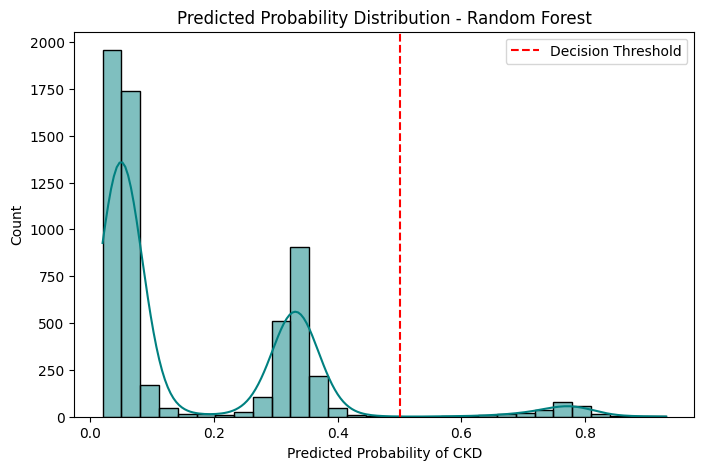 Predicted Probability Distribution - Random Forest
Decision Threshold
2000
1750
1500
1250
1000
750
500
250
0
Count
0.0 0.2 0.4 0.6 0.8
Predicted Probability of CKD